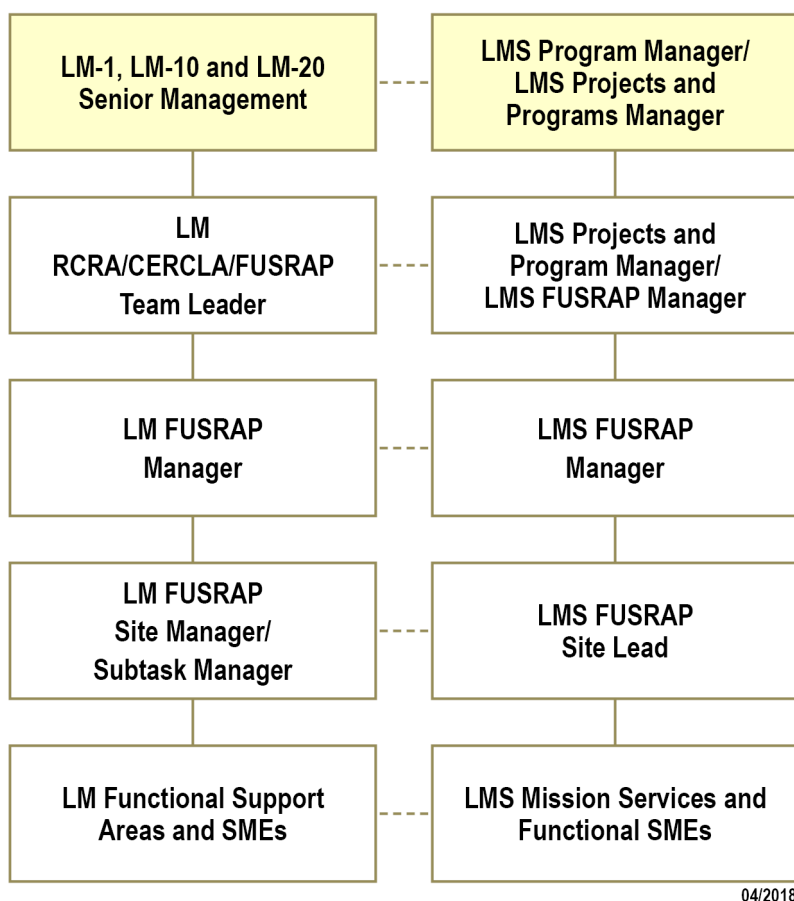 LM-1, LM-10 and LM-20
Senior Management
LMS Program Manager/
LMS Projects and
Programs Manager
LM
RCRA/CERCLA/FUSRAP
Team Leader
LMS Projects and
Program Manager/
LMS FUSRAP Manager
LM FUSRAP
Manager
LMS FUSRAP
Manager
LM FUSRAP
Site Manager/
Subtask Manager
LMS FUSRAP
Site Lead
LM Functional Support
Areas and SMEs
LMS Mission Services and
Functional SMEs
04/2018